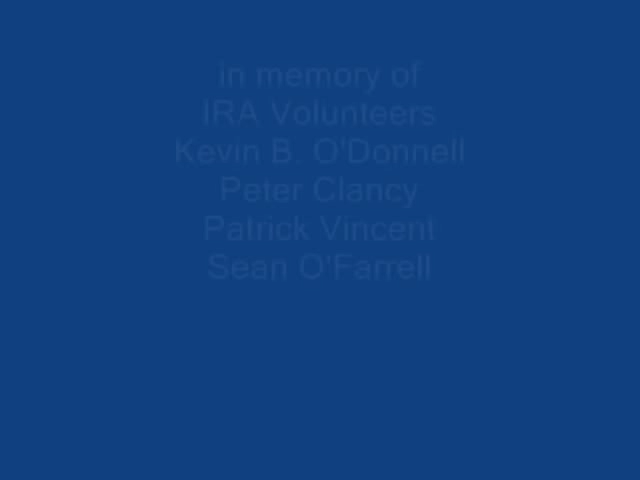 in memory of
IRA Volunteers
Kevin B. O'Donnell
Peter Clancy
Patrick Vincent
Sean O'Farrell